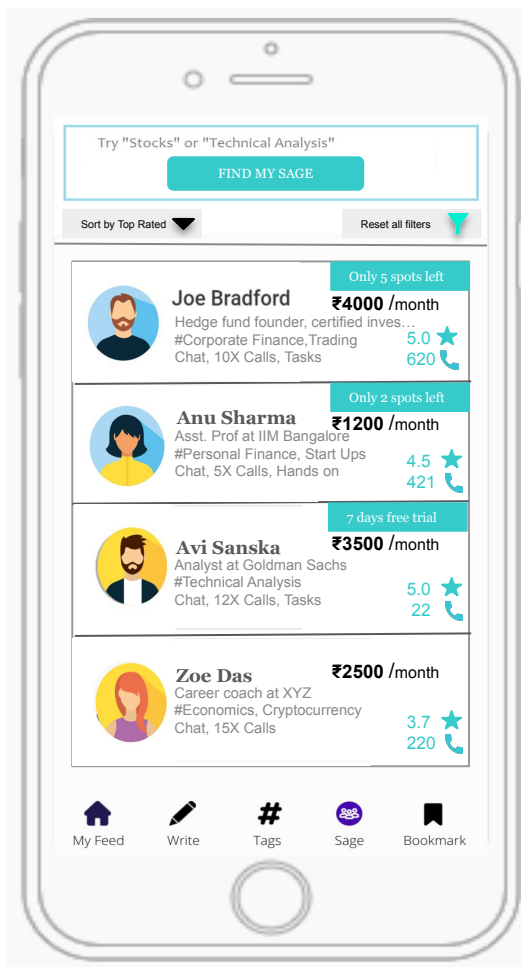 Try "Stocks" or "Technical Analysis"
FIND MY SAGE
Sort by Top Rated
Reset all filters
Only 5 spots left
Joe Bradford
₹4000 /month
Hedge fund founder, certified inves...
#Corporate Finance,Trading
5.0
Chat, 10X Calls, Tasks
620
Only 2 spots left
Anu Sharma
₹1200 /month
Asst. Prof at IIM Bangalore
#Personal Finance, Start Ups
4.5
Chat, 5X Calls, Hands on
421
7 days free trial
Avi Sanska
₹3500 /month
Analyst at Goldman Sachs
#Technical Analysis
5.0
Chat, 12X Calls, Tasks
22
Zoe Das
₹2500 /month
Career coach at XYZ
#Economics, Cryptocurrency
3.7
Chat, 15X Calls
220
My Feed
Write
Tags
Sage
Bookmark